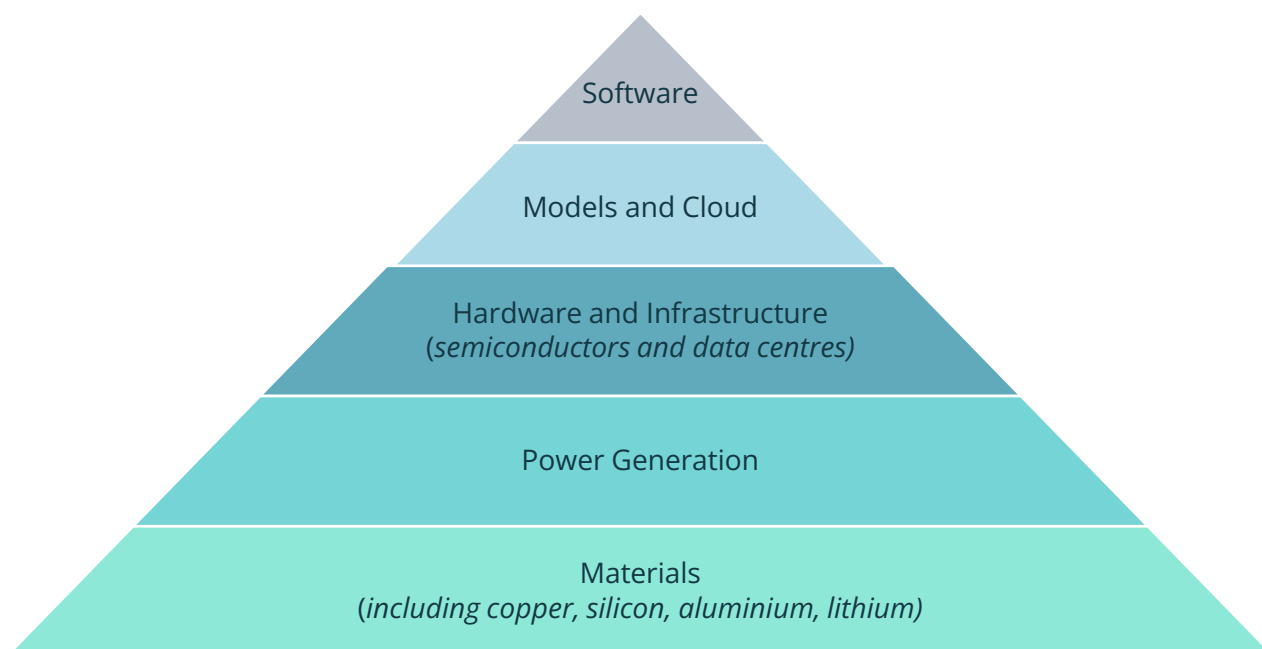 Software
Models and Cloud
Hardware and Infrastructure
(semiconductors and data centres)
Power Generation
Materials
(including copper, silicon, aluminium, lithium)